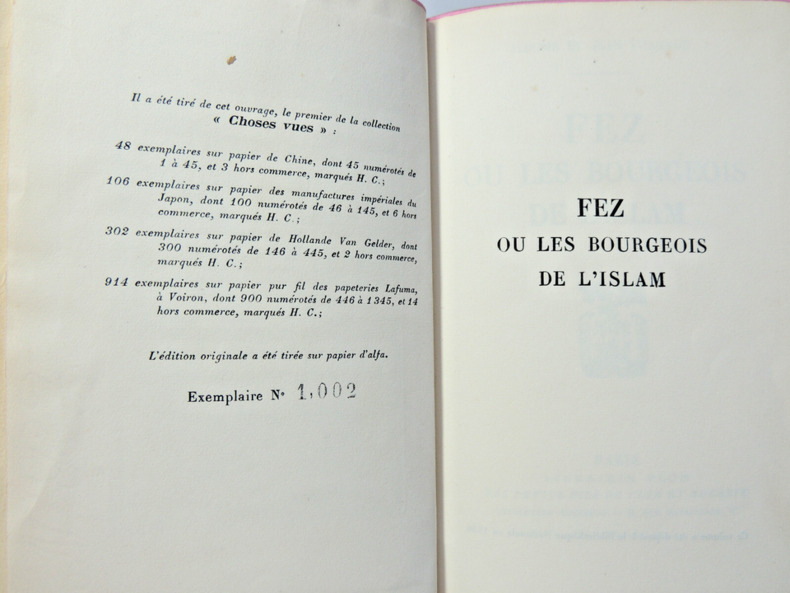 Il a été tiré de cet ouvrage, le premier de la collection
« Choses vues » :
48 exemplaires sur papier de Chine, dont 45 numérotés de
1 à 45, et 3 hors commerce, marqués H. C.;
106 exemplaires sur papier des manufactures impériales du
Japon, dont 100 numérotés de 46 à 145, et 6 hors
commerce, marqués H. C.;
302 exemplaires sur papier de Hollande Van Gelder, dont
300 numérotés de 146 à 445, et 2 hors commerce,
marqués H. C.;
914 exemplaires sur papier pur fil des papeteries Lafuma,
à Voiron, dont 900 numérotés de 446 à 1345, et 14
hors commerce, marqués H. C.;
L'édition originale a été tirée sur papier d'alfa.
Exemplaire N° 1,002
FEZ
OU LES BOURGEOIS
DE L'ISLAM